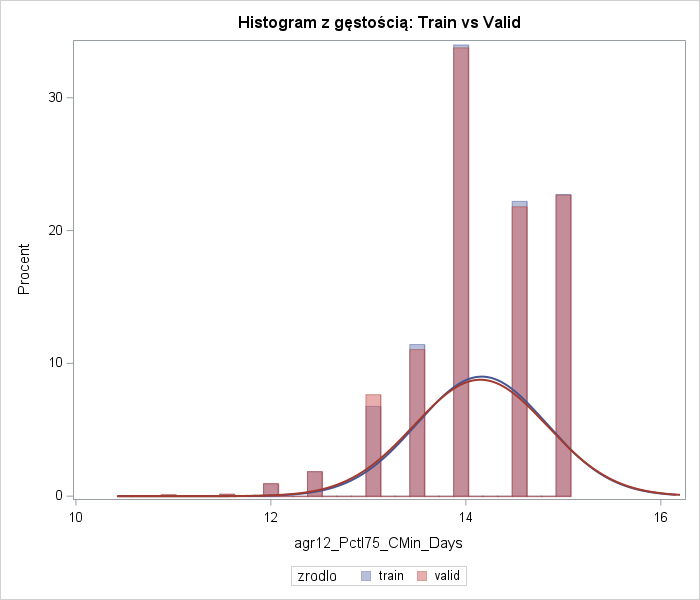 Histogram z gęstością: Train vs Valid
30
20
10
0
Procent
10 12 14 16
agr12_Pctl75_CMin_Days
zrodlo train valid